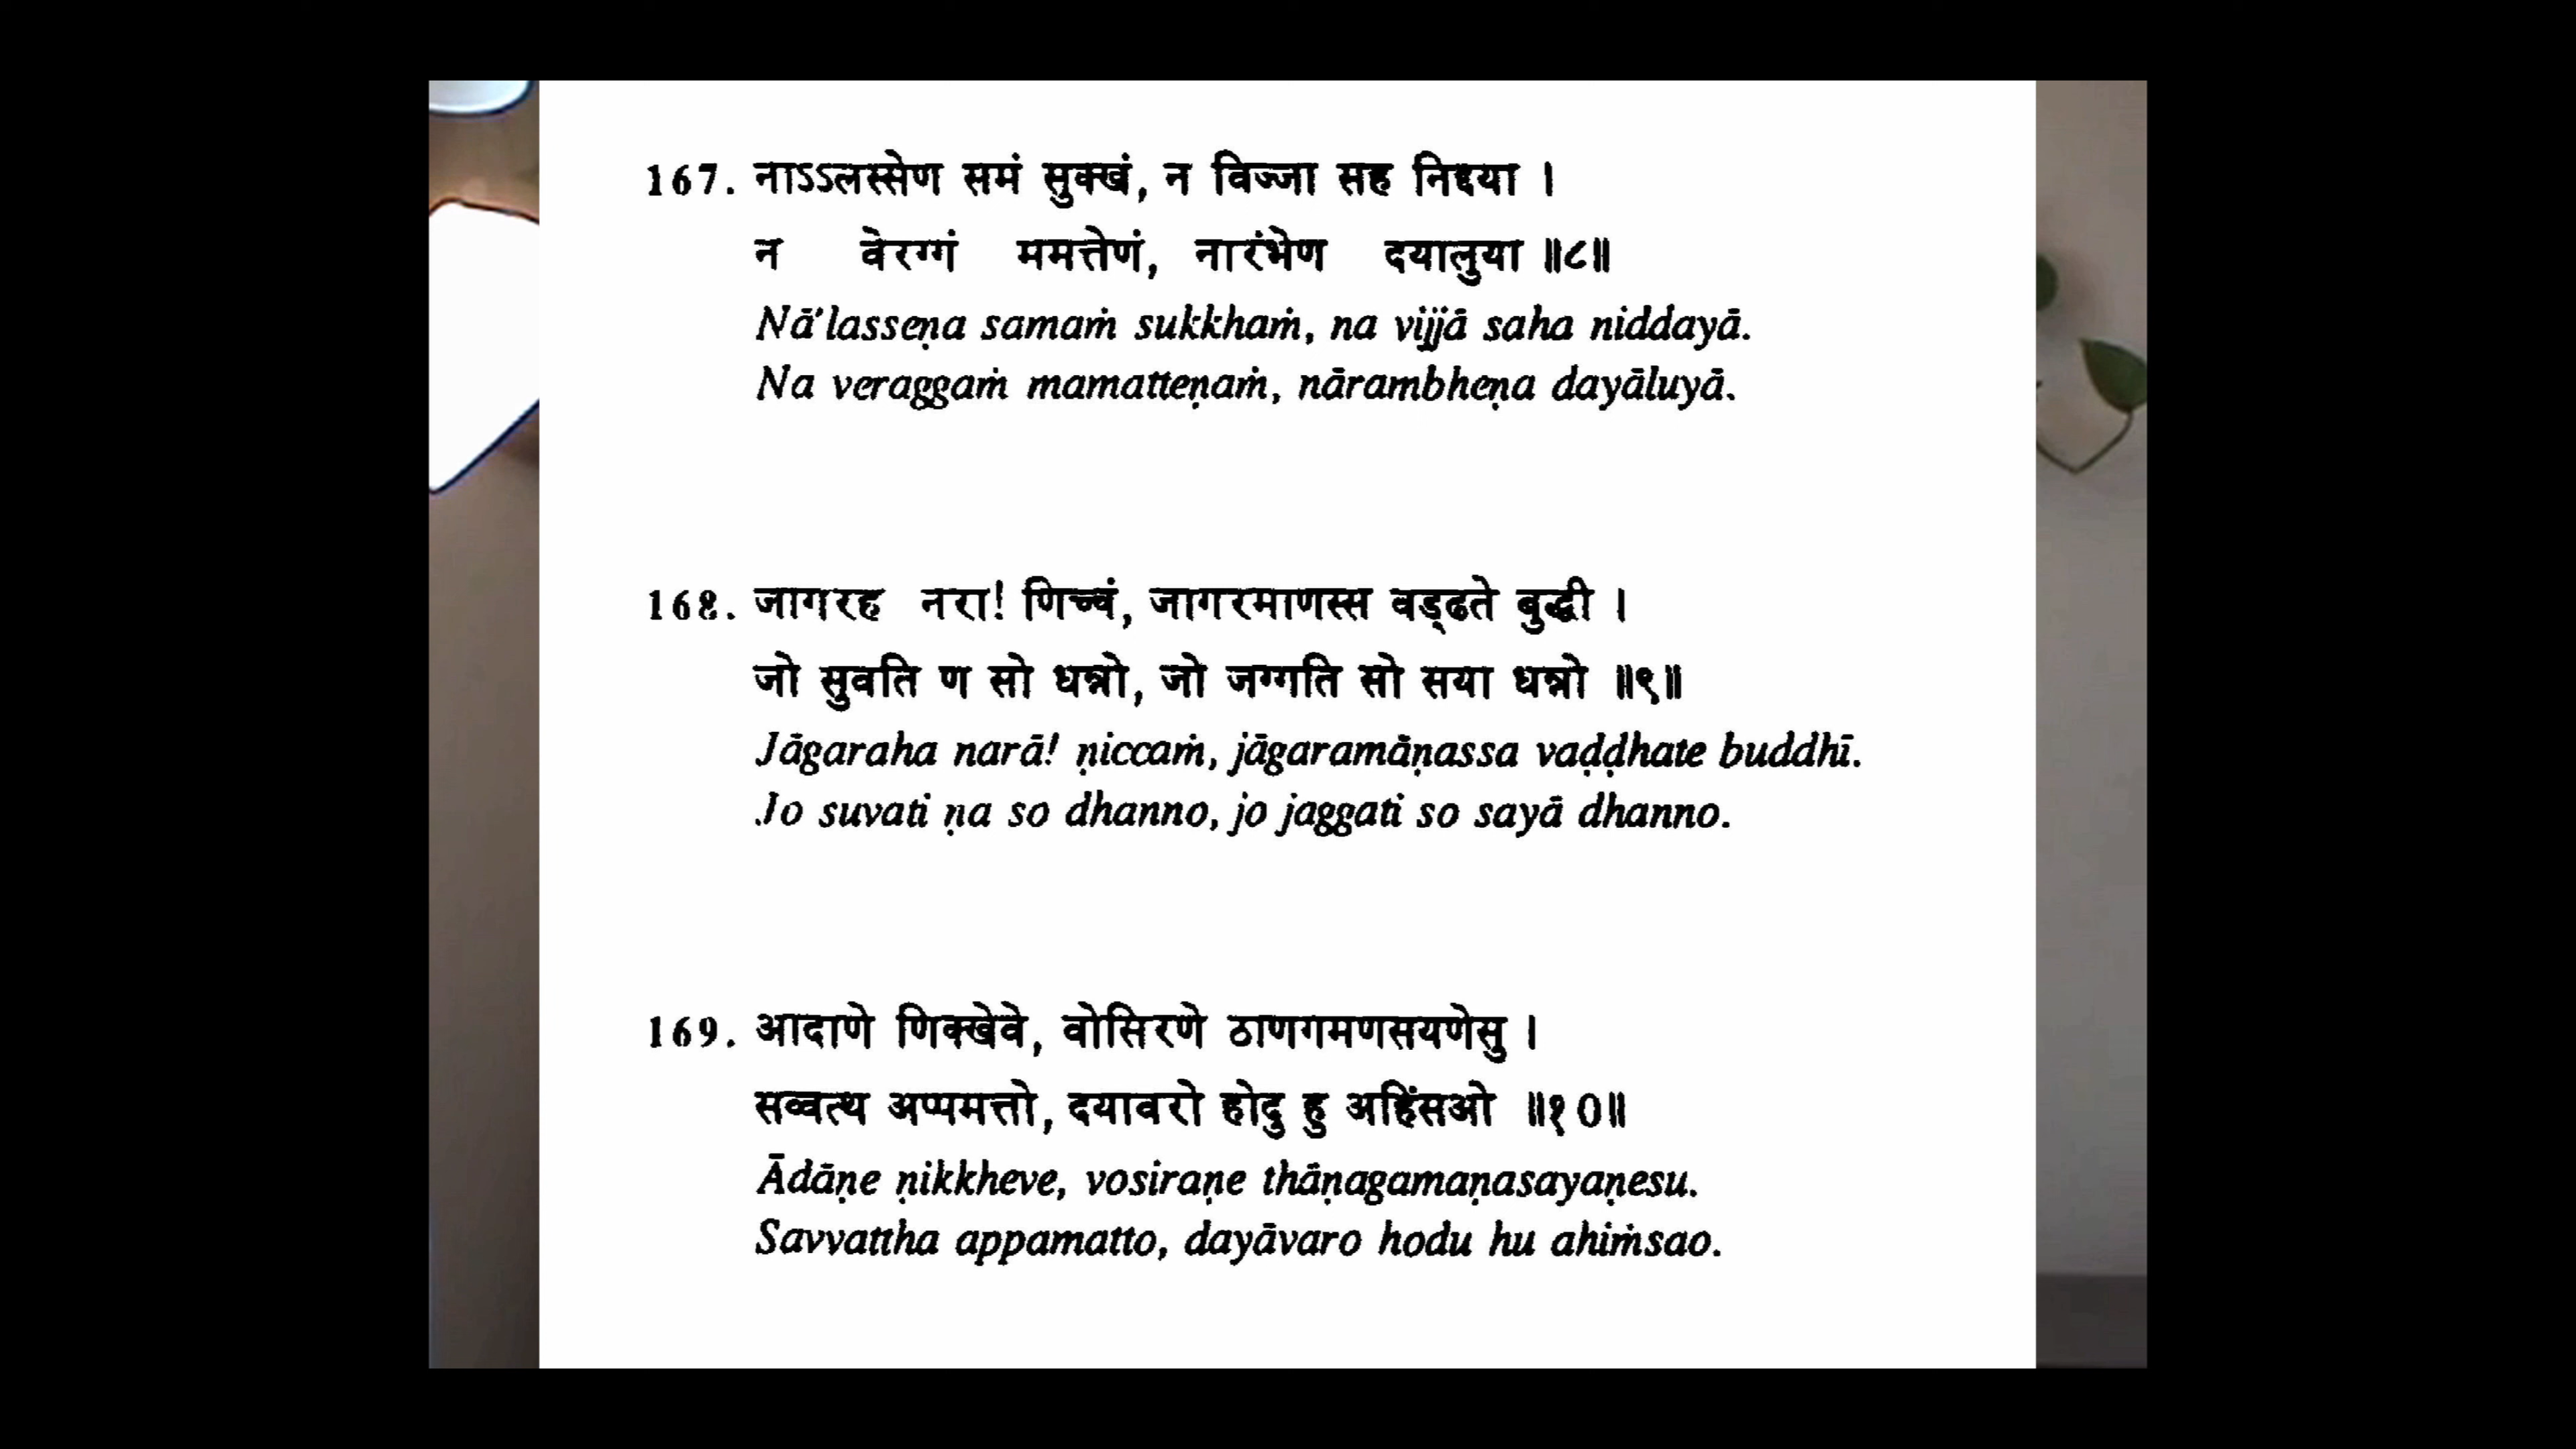 167. नाऽऽलस्सेण समं सुक्खं, न विज्जा सह निद्दया ।
न वेरग्गं ममत्तेणं, नारंभेण दयालुया ॥८॥
Nā'lasseṇa samaṁ sukkhaṁ, na vijjā saha niddayā.
Na veraggaṁ mamatteṇaṁ, nārambheṇa dayāluyā.
168. जागरह नरा! णिच्चं, जागरमाणस्स वड्ढते बुद्धी ।
जो सुवति ण सो धन्नो, जो जग्गति सो सया धन्नो ॥९॥
Jāgaraha narā! ṇiccaṁ, jāgaramāṇassa vaḍḍhate buddhī.
Jo suvati ṇa so dhanno, jo jaggati so sayā dhanno.
169. आदाणे णिक्खेवे, वोसिरणे ठाणगमणसयणेसु ।
सव्वत्थ अप्पमत्तो, दयावरो होदु हु अहिंसओ ॥१०॥
Ādāṇe ṇikkheve, vosiraṇe thāṇagamaṇasayaṇesu.
Savvattha appamatto, dayāvaro hodu hu ahiṁsao.